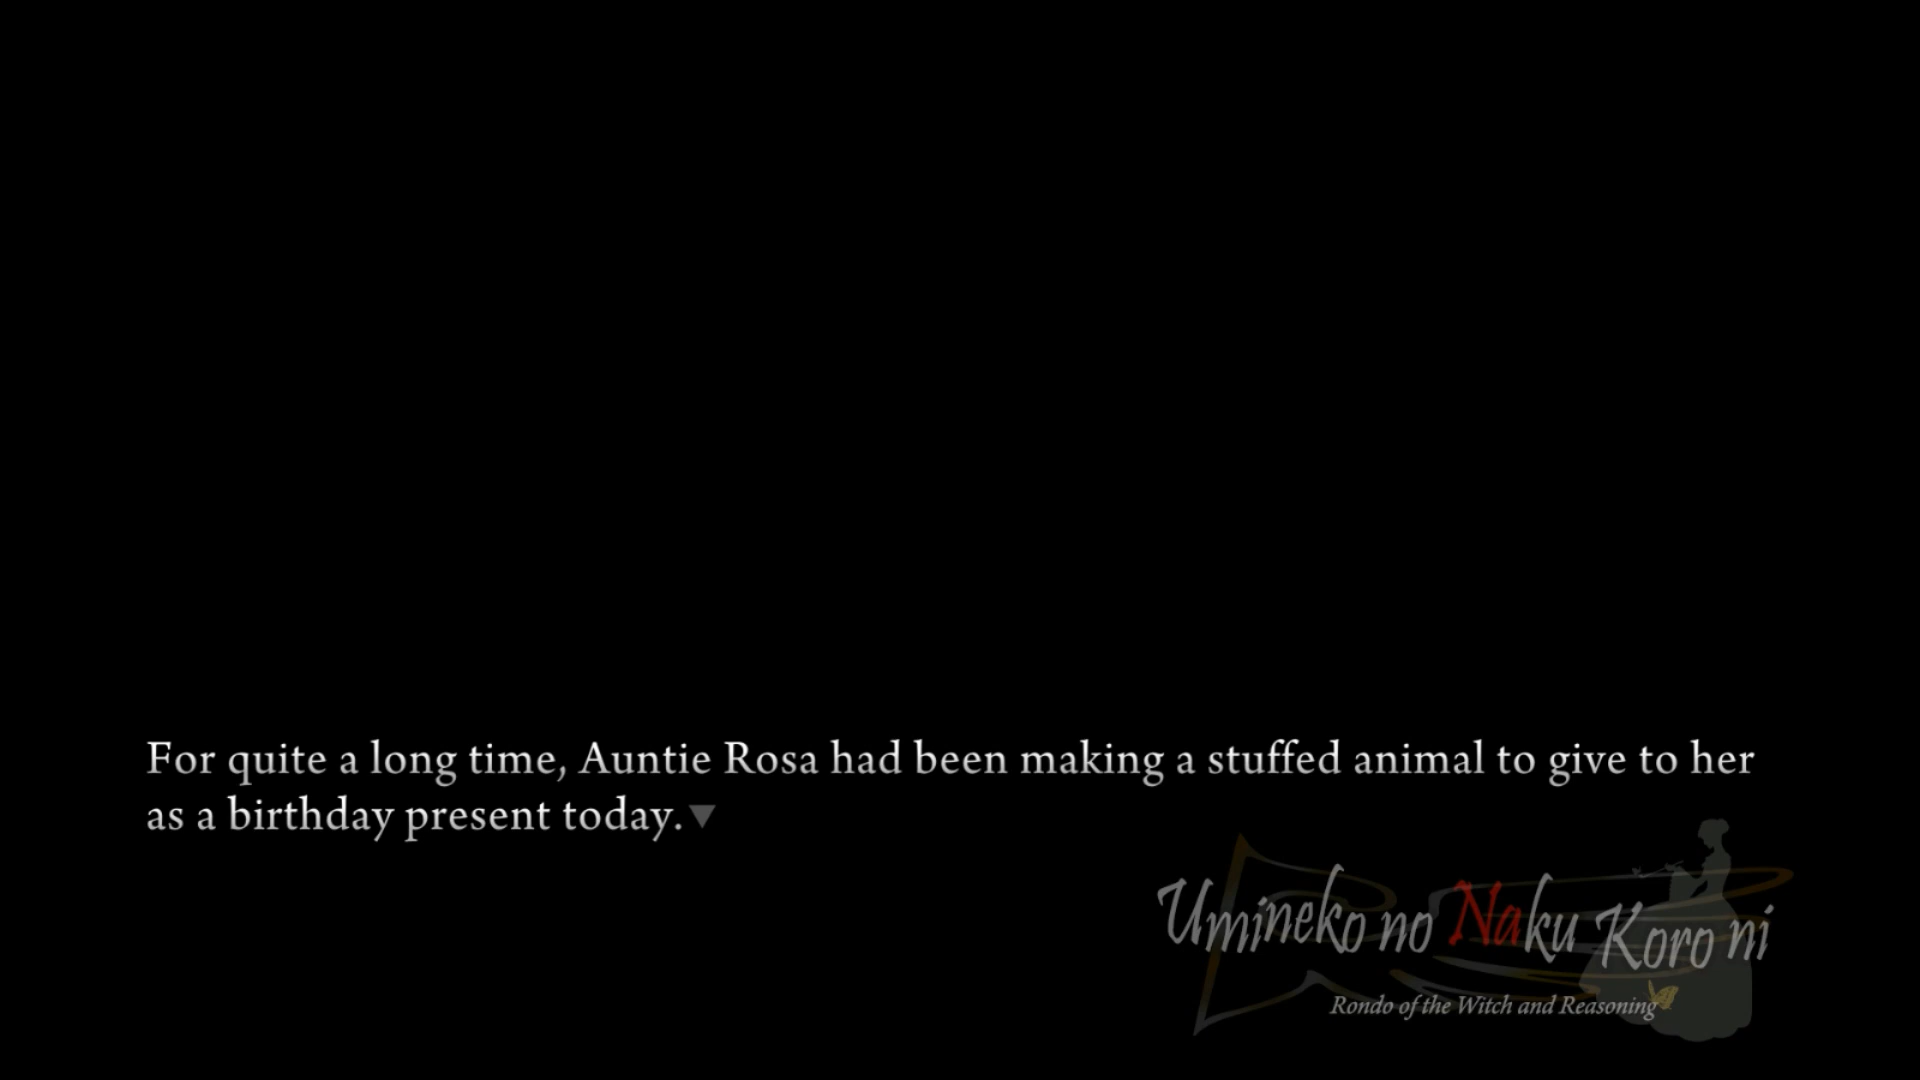 For quite a long time, Auntie Rosa had been making a stuffed animal to give to her
as a birthday present today.
Umineko no Naku Koro ni
Rondo of the Witch and Reasoning